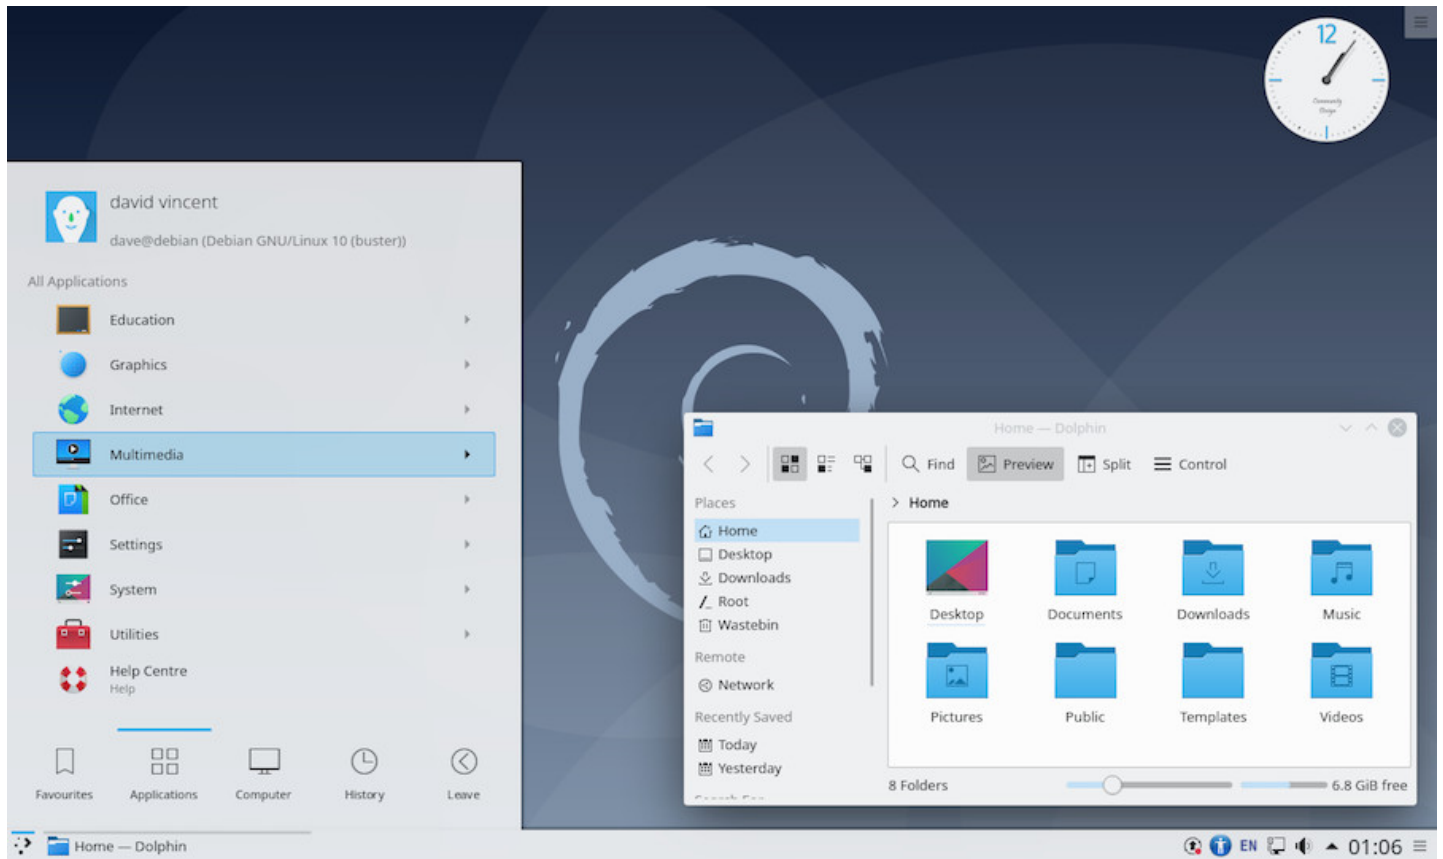 12
Community
Design
david vincent
dave@debian (Debian GNU/Linux 10 (buster))
All Applications
Education
Graphics
Internet
Multimedia
Office
Settings
System
Utilities
Help Centre
Help
Favourites
Applications
Computer
History
Leave
Home — Dolphin
Find
Preview
Split
Control
Places
Home
Desktop
Downloads
Root
Wastebin
Remote
Network
Recently Saved
Today
Yesterday
> Home
Desktop
Documents
Downloads
Music
Pictures
Public
Templates
Videos
8 Folders
6.8 GiB free
Home — Dolphin
EN
01:06